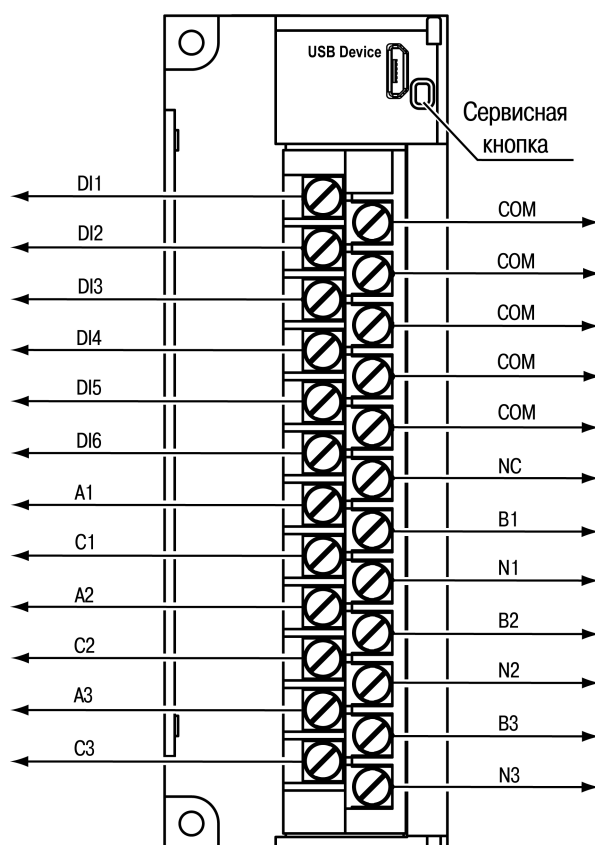 USB Device
Сервисная
кнопка
DI1
COM
DI2
COM
DI3
COM
DI4
COM
DI5
COM
DI6
NC
A1
B1
C1
N1
A2
B2
C2
N2
A3
B3
C3
N3